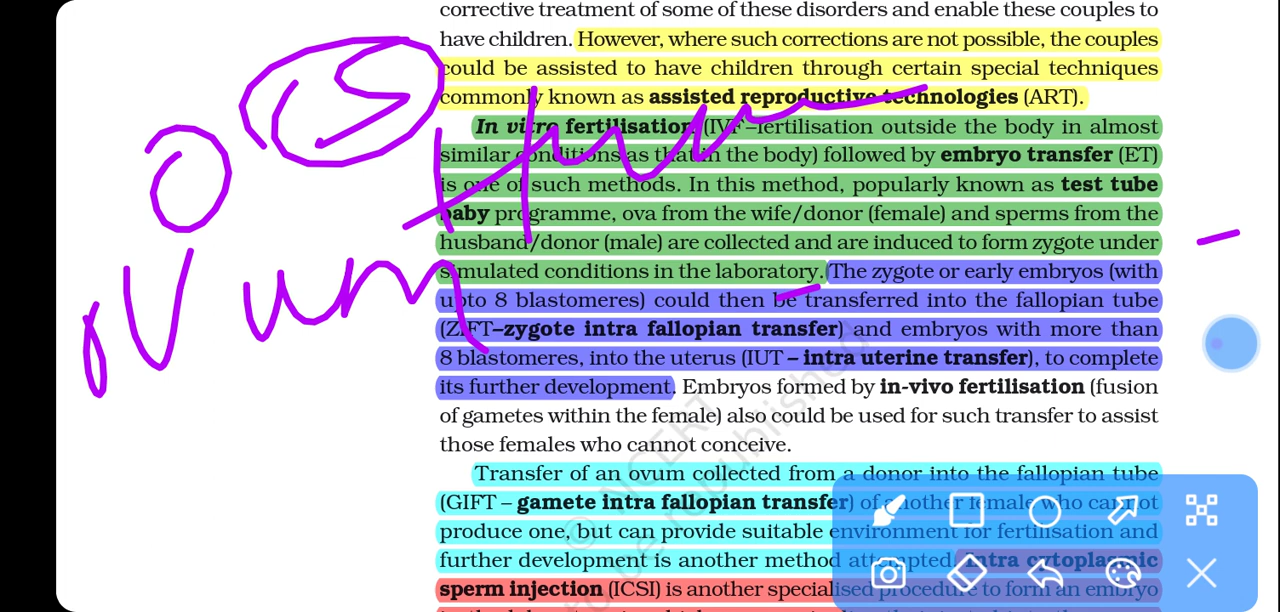 corrective treatment of some of these disorders and enable these couples to
have children. However, where such corrections are not possible, the couples
could be assisted to have children through certain special techniques
commonly known as assisted reproductive technologies (ART).
In vitro fertilisation (IVF–fertilisation outside the body in almost
similar conditions as that in the body) followed by embryo transfer (ET)
is one of such methods. In this method, popularly known as test tube
baby programme, ova from the wife/donor (female) and sperms from the
husband/donor (male) are collected and are induced to form zygote under
simulated conditions in the laboratory. The zygote or early embryos (with
upto 8 blastomeres) could then be transferred into the fallopian tube
(ZIFT–zygote intra fallopian transfer) and embryos with more than
8 blastomeres, into the uterus (IUT – intra uterine transfer), to complete
its further development. Embryos formed by in-vivo fertilisation (fusion
of gametes within the female) also could be used for such transfer to assist
those females who cannot conceive.
Transfer of an ovum collected from a donor into the fallopian tube
(GIFT – gamete intra fallopian transfer) of another female who cannot
produce one, but can provide suitable environment for fertilisation and
further development is another method attempted. Intra cytoplasmic
sperm injection (ICSI) is another specialised procedure to form an embryo
© NCERT
be republished